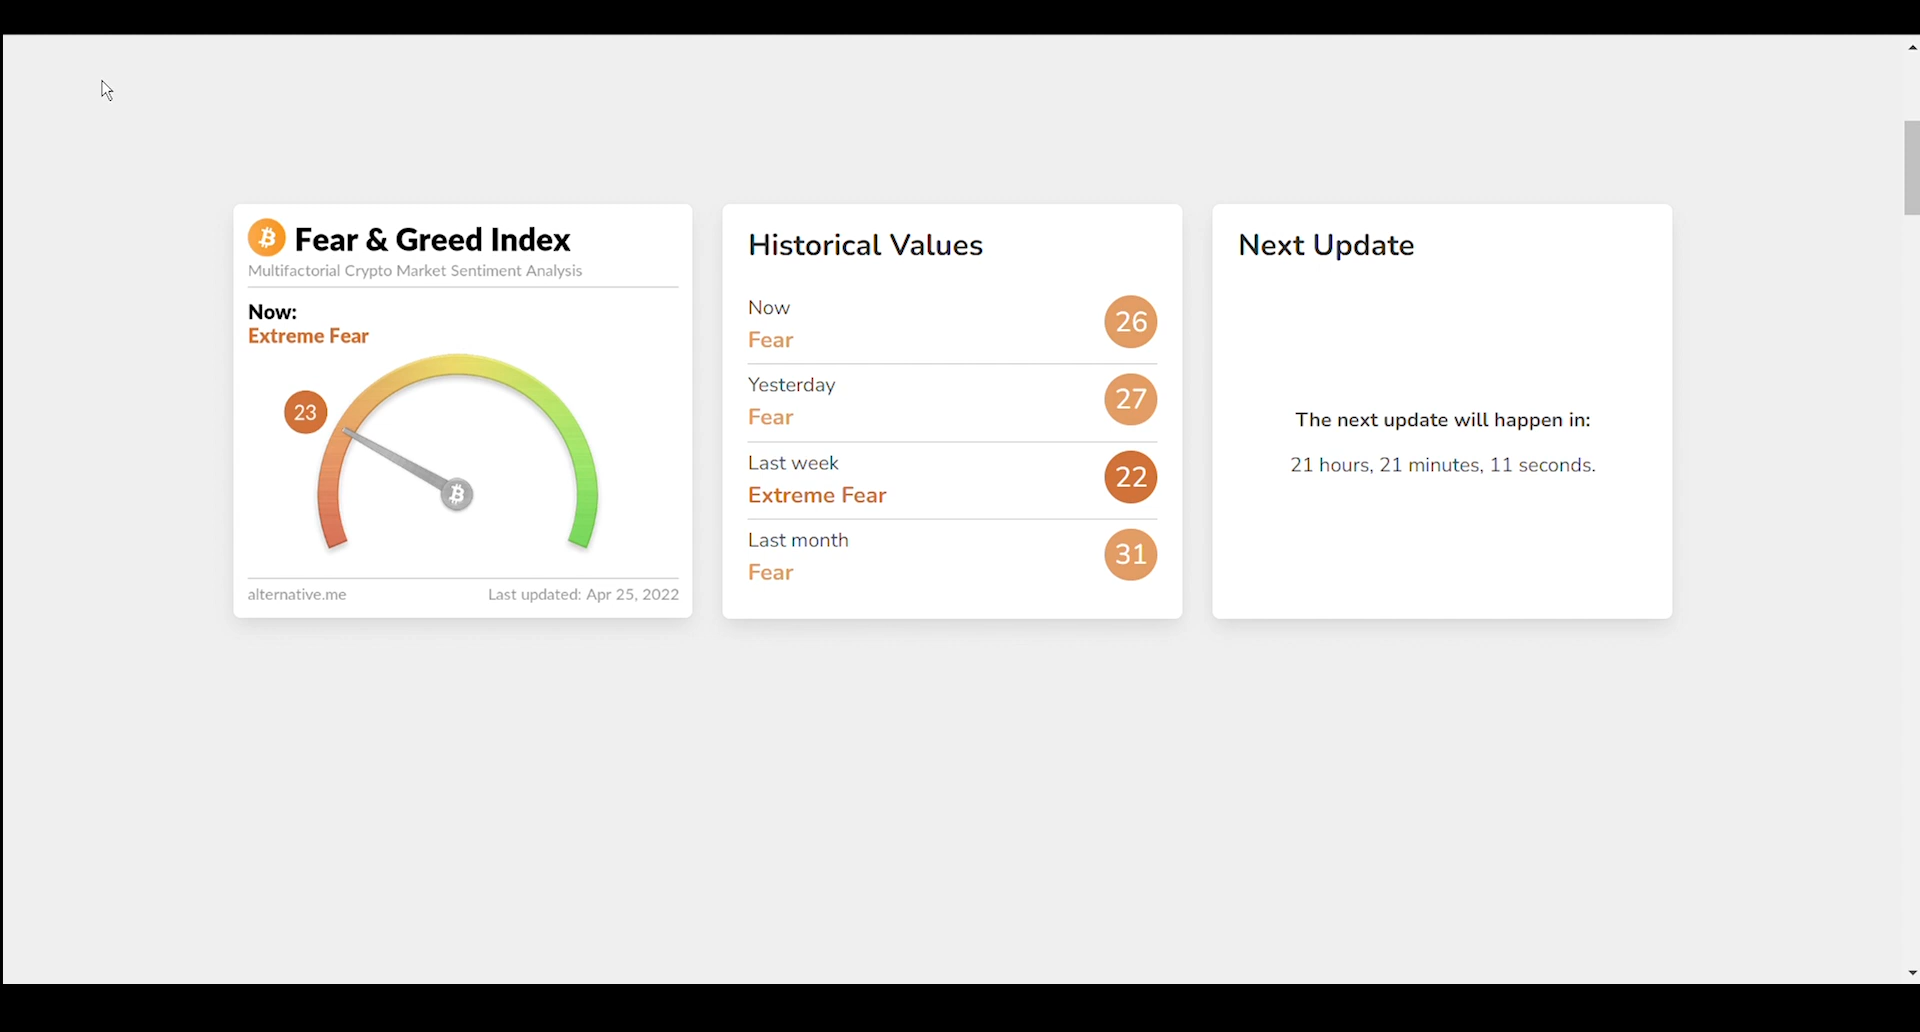 Fear & Greed Index
Multifactorial Crypto Market Sentiment Analysis
Now:
Extreme Fear
23
alternative.me
Last updated: Apr 25, 2022
Historical Values
Now
Fear
26
Yesterday
Fear
27
Last week
Extreme Fear
22
Last month
Fear
31
Next Update
The next update will happen in:
21 hours, 21 minutes, 11 seconds.